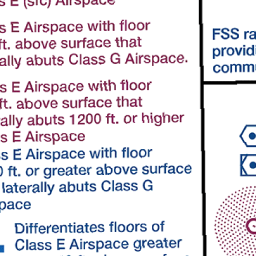 s E (sfc) Airspace
s E Airspace with floor
ft. above surface that
rally abuts Class G Airspace.
s E Airspace with floor
ft. above surface that
rally abuts 1200 ft. or higher
s E Airspace
s E Airspace with floor
0 ft. or greater above surface
laterally abuts Class G
pace
Differentiates floors of
Class E Airspace greater
FSS ra
providi
commu